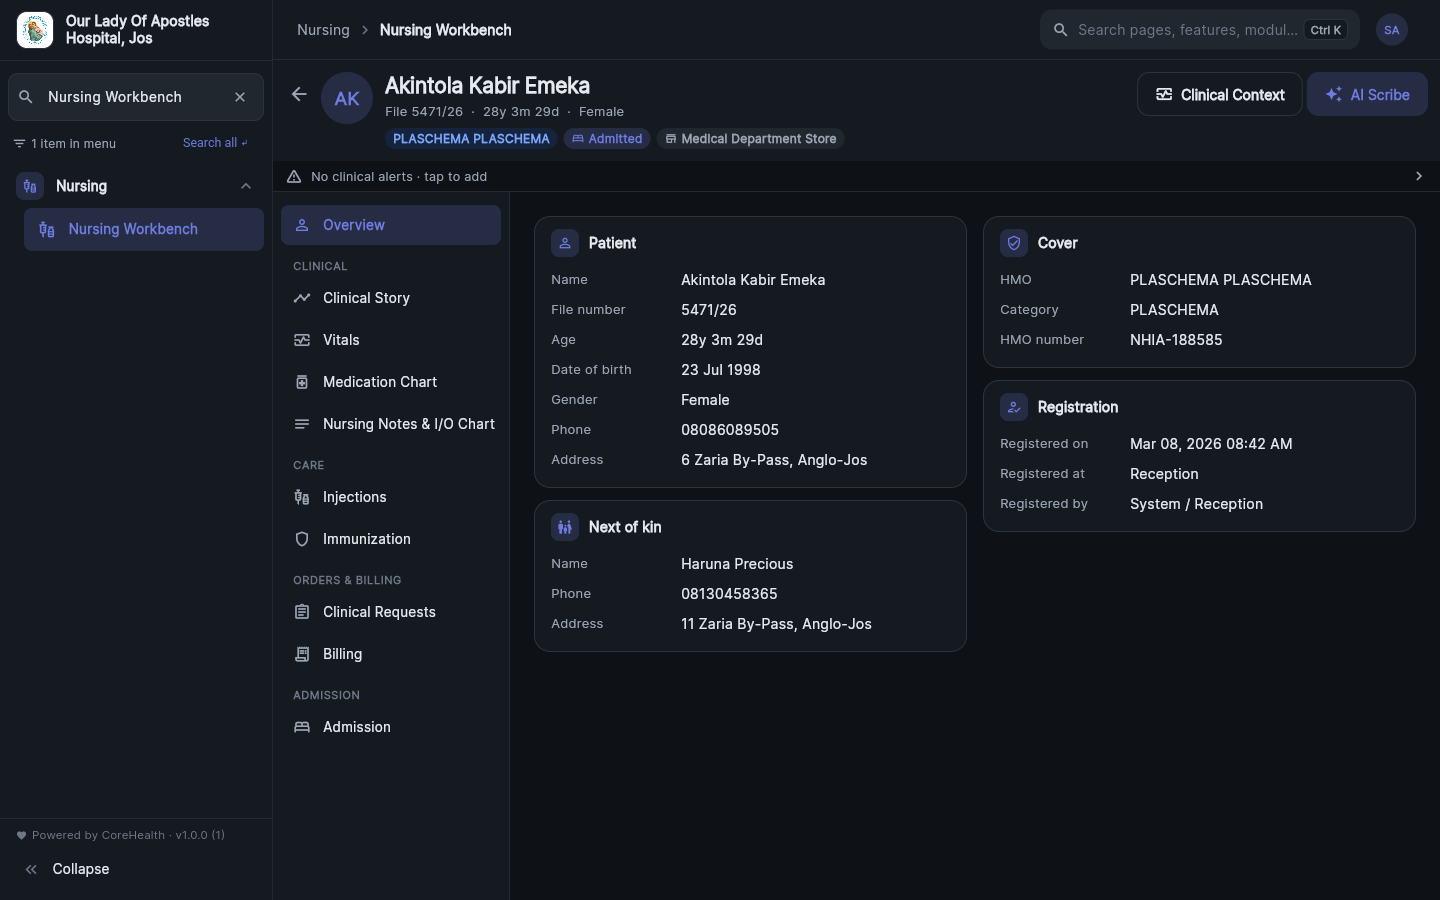 Our Lady Of Apostles
Hospital, Jos
Nursing Workbench
1 item in menu
Search all
Nursing
Nursing Workbench
Powered by CoreHealth · v1.0.0 (1)
Collapse
Nursing > Nursing Workbench
Search pages, features, modul... Ctrl K
SA
AK
Akintola Kabir Emeka
File 5471/26 · 28y 3m 29d · Female
PLASCHEMA PLASCHEMA Admitted Medical Department Store
Clinical Context
AI Scribe
No clinical alerts · tap to add
Overview
CLINICAL
Clinical Story
Vitals
Medication Chart
Nursing Notes & I/O Chart
CARE
Injections
Immunization
ORDERS & BILLING
Clinical Requests
Billing
ADMISSION
Admission
Patient
Name Akintola Kabir Emeka
File number 5471/26
Age 28y 3m 29d
Date of birth 23 Jul 1998
Gender Female
Phone 08086089505
Address 6 Zaria By-Pass, Anglo-Jos
Next of kin
Name Haruna Precious
Phone 08130458365
Address 11 Zaria By-Pass, Anglo-Jos
Cover
HMO PLASCHEMA PLASCHEMA
Category PLASCHEMA
HMO number NHIA-188585
Registration
Registered on Mar 08, 2026 08:42 AM
Registered at Reception
Registered by System / Reception